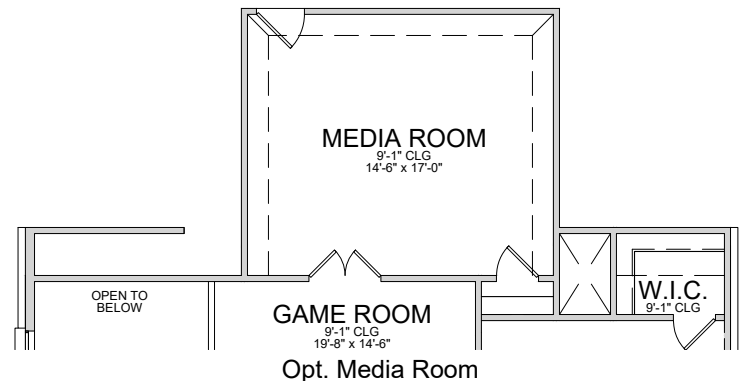 MEDIA ROOM
9'-1" CLG
14'-6" x 17'-0"
OPEN TO
BELOW
GAME ROOM
9'-1" CLG
19'-8" x 14'-6"
W.I.C.
9'-1" CLG
Opt. Media Room